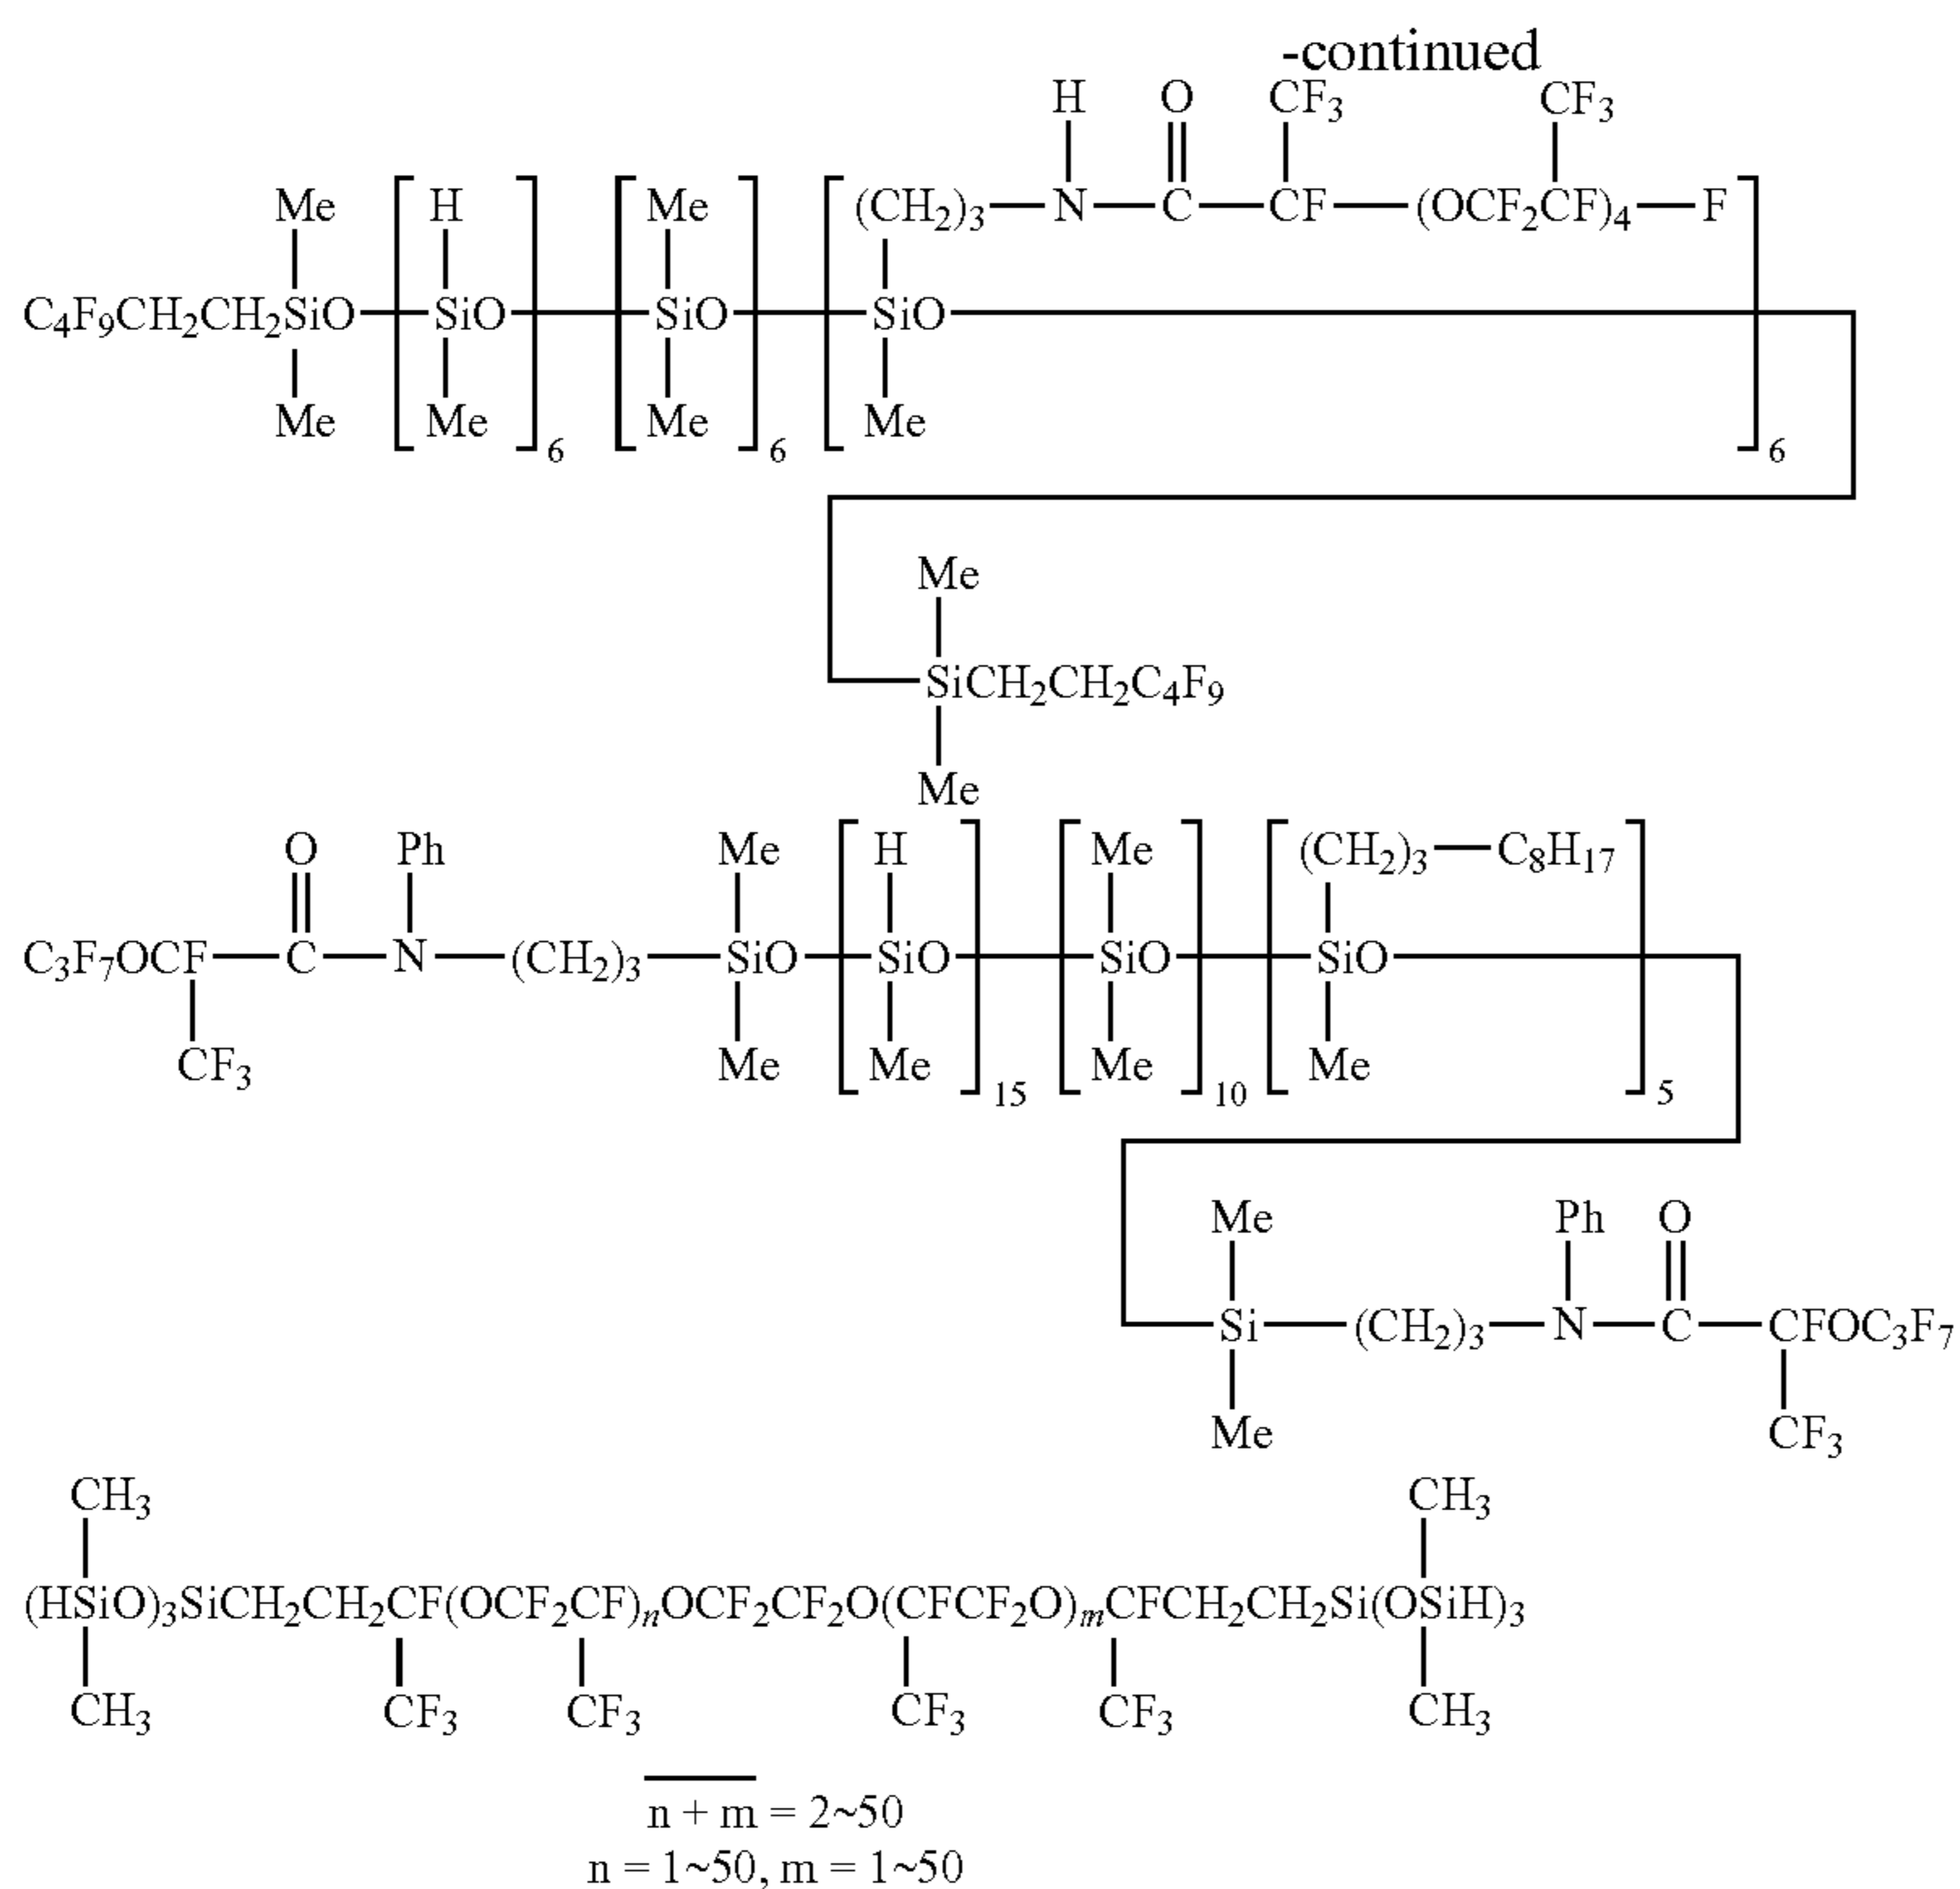 -continued
H O CF3 CF3
Me H Me (CH2)3—N—C—CF—(OCF2CF)4—F
C4F9CH2CH2SiO—SiO—SiO—SiO
Me Me 6 Me 6 Me 6
Me
SiCH2CH2C4F9
Me
O Ph Me H Me (CH2)3—C8H17
C3F7OCF—C—N—(CH2)3—SiO—SiO—SiO—SiO
CF3 Me Me 15 Me 10 Me 5
Me Ph O
Si—(CH2)3—N—C—CFOC3F7
Me CF3
CH3 CH3
(HSiO)3SiCH2CH2CF(OCF2CF)nOCF2CF2O(CFCF2O)mCFCH2CH2Si(OSiH)3
CH3 CF3 CF3 CF3 CF3 CH3
n + m = 2~50
n = 1~50, m = 1~50